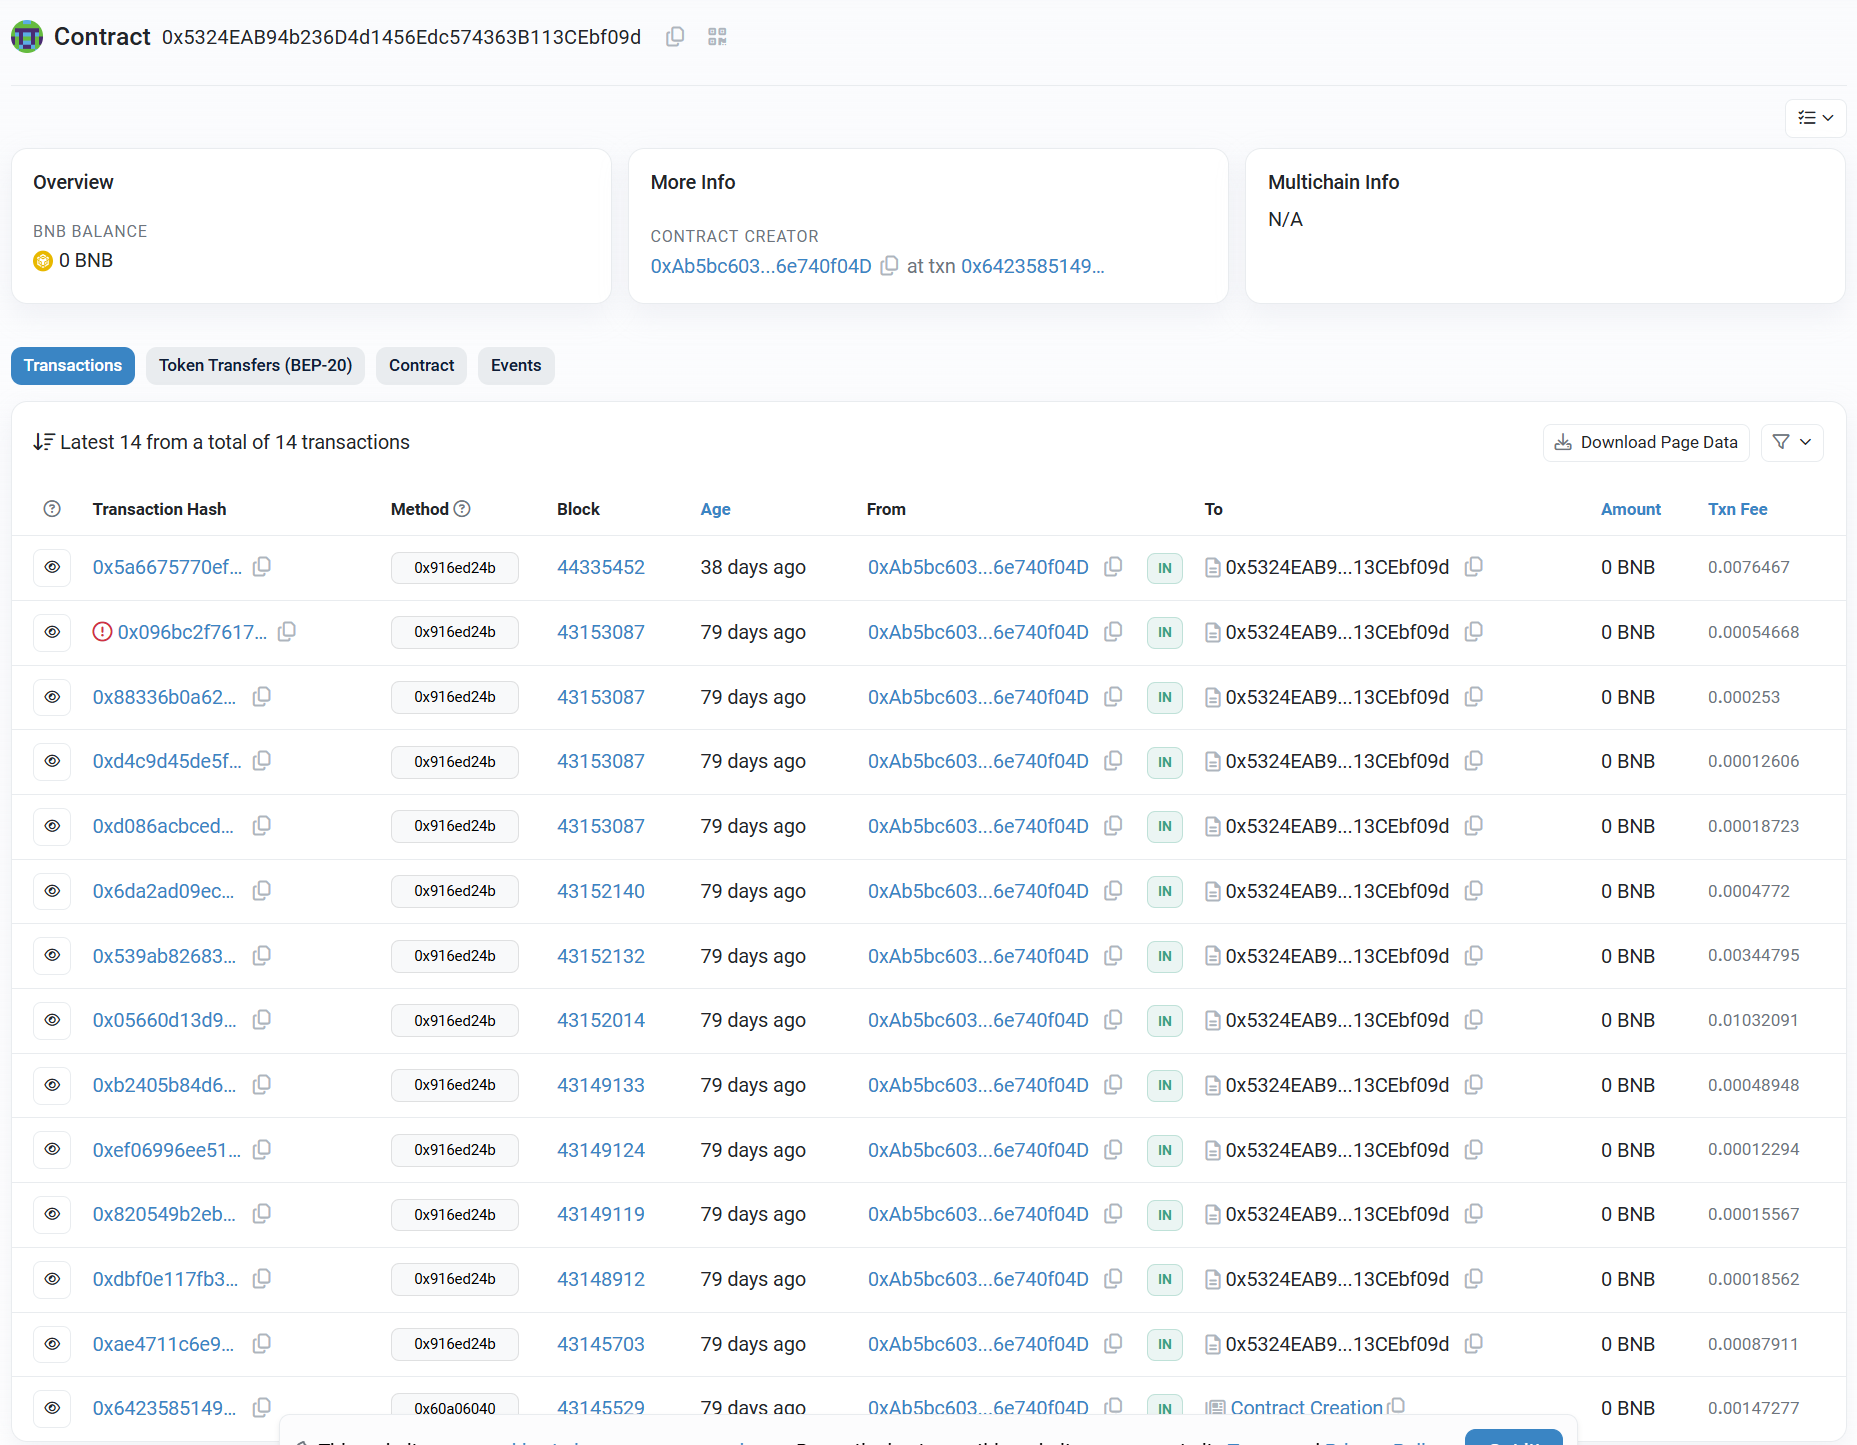 Contract 0x5324EAB94b236D4d1456Edc574363B113CEbf09d
Overview
BNB BALANCE
0 BNB
More Info
CONTRACT CREATOR
0xAb5bc603...6e740f04D at txn 0x6423585149...
Multichain Info
N/A
Transactions Token Transfers (BEP-20) Contract Events
Latest 14 from a total of 14 transactions Download Page Data
Transaction Hash Method Block Age From To Amount Txn Fee
0x5a6675770ef... 0x916ed24b 44335452 38 days ago 0xAb5bc603...6e740f04D IN 0x5324EAB9...13CEbf09d 0 BNB 0.0076467
0x096bc2f7617... 0x916ed24b 43153087 79 days ago 0xAb5bc603...6e740f04D IN 0x5324EAB9...13CEbf09d 0 BNB 0.00054668
0x88336b0a62... 0x916ed24b 43153087 79 days ago 0xAb5bc603...6e740f04D IN 0x5324EAB9...13CEbf09d 0 BNB 0.000253
0xd4c9d45de5f... 0x916ed24b 43153087 79 days ago 0xAb5bc603...6e740f04D IN 0x5324EAB9...13CEbf09d 0 BNB 0.00012606
0xd086acbced... 0x916ed24b 43153087 79 days ago 0xAb5bc603...6e740f04D IN 0x5324EAB9...13CEbf09d 0 BNB 0.00018723
0x6da2ad09ec... 0x916ed24b 43152140 79 days ago 0xAb5bc603...6e740f04D IN 0x5324EAB9...13CEbf09d 0 BNB 0.0004772
0x539ab82683... 0x916ed24b 43152132 79 days ago 0xAb5bc603...6e740f04D IN 0x5324EAB9...13CEbf09d 0 BNB 0.00344795
0x05660d13d9... 0x916ed24b 43152014 79 days ago 0xAb5bc603...6e740f04D IN 0x5324EAB9...13CEbf09d 0 BNB 0.01032091
0xb2405b84d6... 0x916ed24b 43149133 79 days ago 0xAb5bc603...6e740f04D IN 0x5324EAB9...13CEbf09d 0 BNB 0.00048948
0xef06996ee51... 0x916ed24b 43149124 79 days ago 0xAb5bc603...6e740f04D IN 0x5324EAB9...13CEbf09d 0 BNB 0.00012294
0x820549b2eb... 0x916ed24b 43149119 79 days ago 0xAb5bc603...6e740f04D IN 0x5324EAB9...13CEbf09d 0 BNB 0.00015567
0xdbf0e117fb3... 0x916ed24b 43148912 79 days ago 0xAb5bc603...6e740f04D IN 0x5324EAB9...13CEbf09d 0 BNB 0.00018562
0xae4711c6e9... 0x916ed24b 43145703 79 days ago 0xAb5bc603...6e740f04D IN 0x5324EAB9...13CEbf09d 0 BNB 0.00087911
0x6423585149... 0x60a06040 43145529 79 days ago 0xAb5bc603...6e740f04D IN Contract Creation 0 BNB 0.00147277